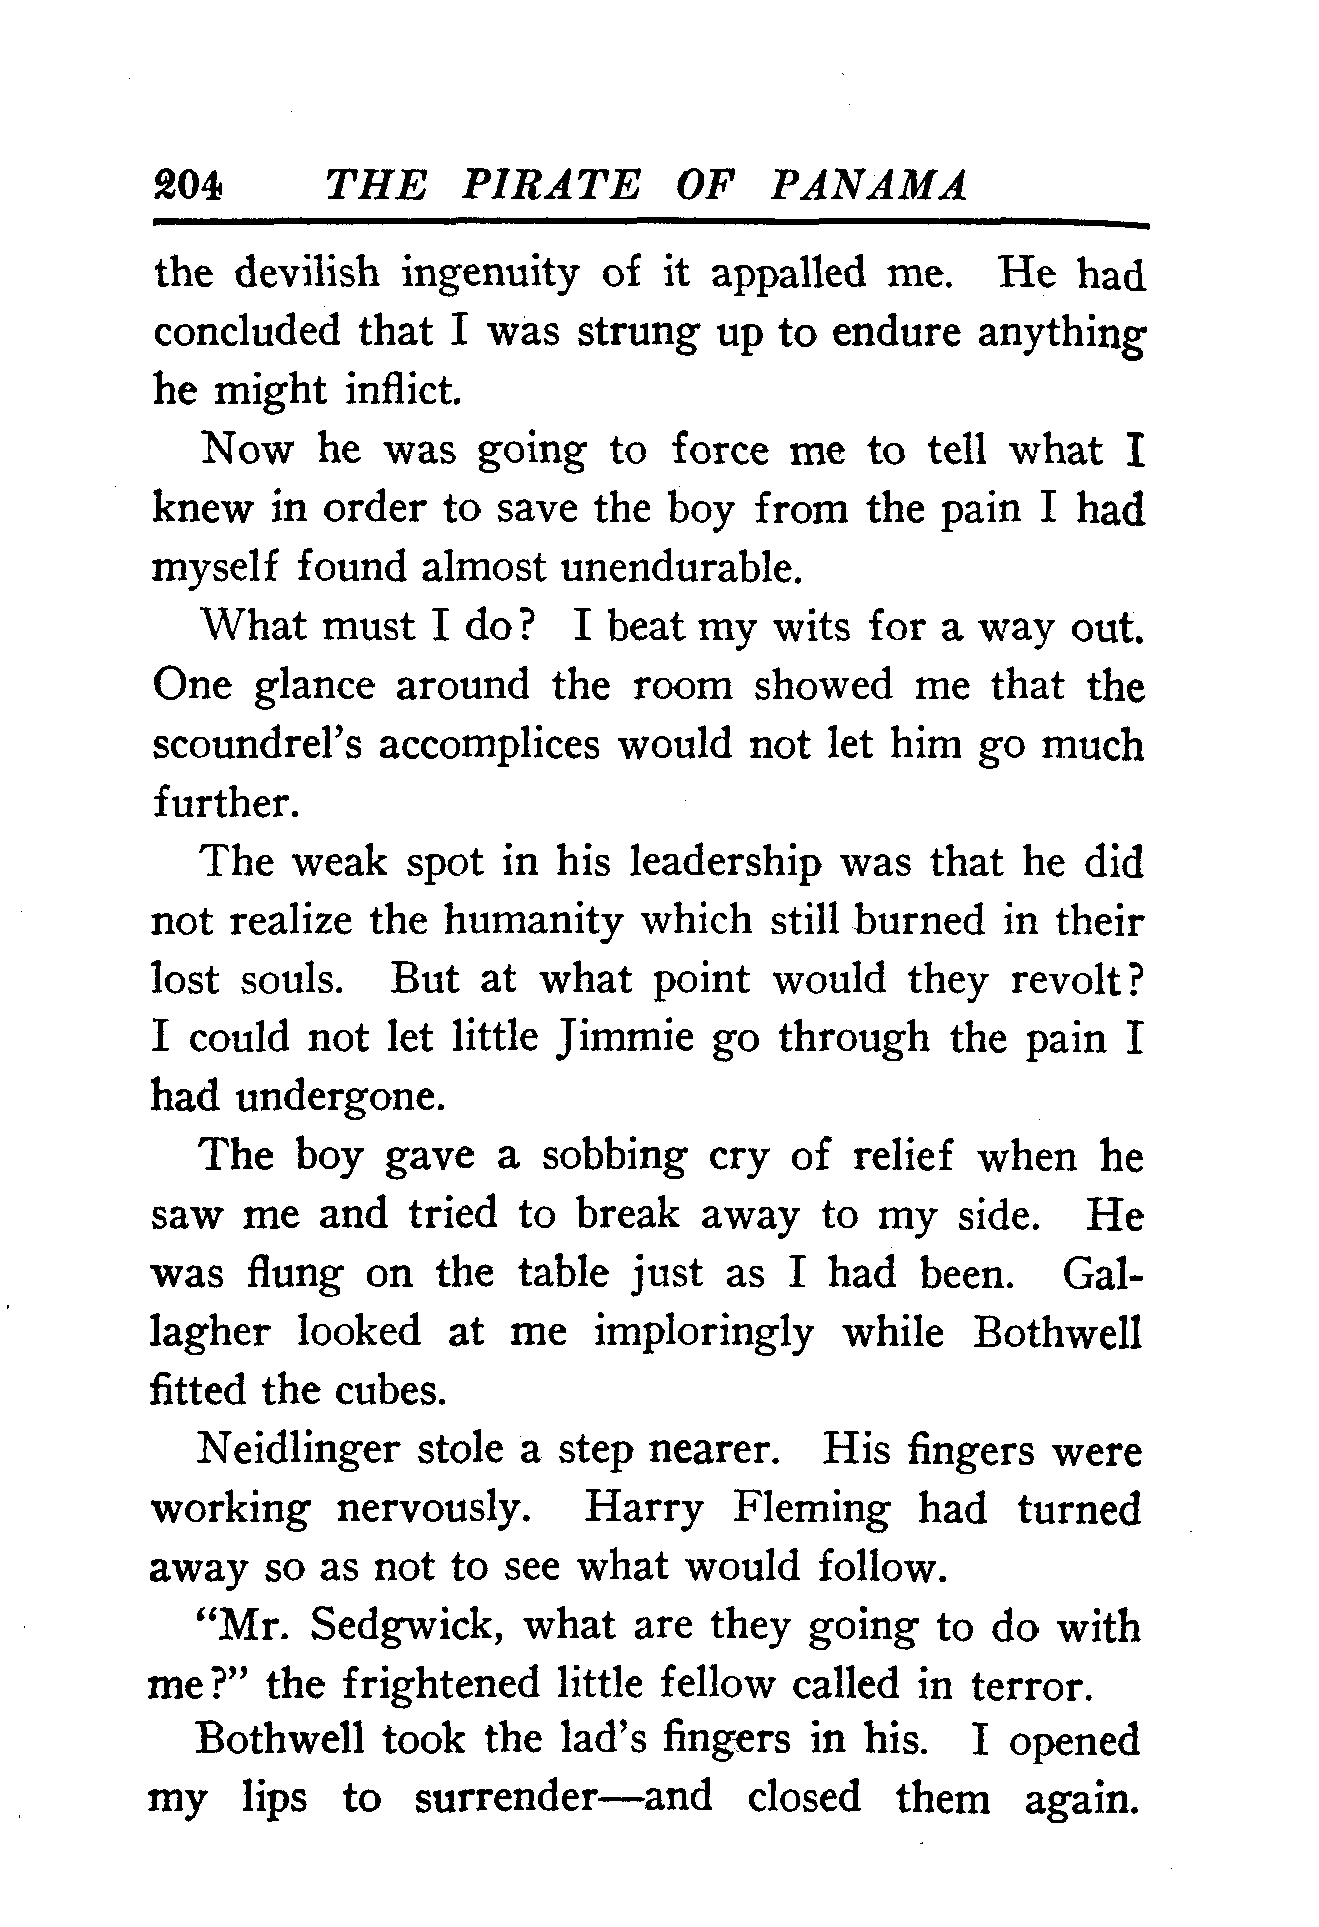 204 THE PIRATE OF PANAMA
the devilish ingenuity of it appalled me. He had
concluded that I was strung up to endure anything
he might inflict.
Now he was going to force me to tell what I
knew in order to save the boy from the pain I had
myself found almost unendurable.
What must I do? I beat my wits for a way out.
One glance around the room showed me that the
scoundrel's accomplices would not let him go much
further.
The weak spot in his leadership was that he did
not realize the humanity which still burned in their
lost souls. But at what point would they revolt?
I could not let little Jimmie go through the pain I
had undergone.
The boy gave a sobbing cry of relief when he
saw me and tried to break away to my side. He
was flung on the table just as I had been. Gal-
lagher looked at me imploringly while Bothwell
fitted the cubes.
Neidlinger stole a step nearer. His fingers were
working nervously. Harry Fleming had turned
away so as not to see what would follow.
"Mr. Sedgwick, what are they going to do with
me?" the frightened little fellow called in terror.
Bothwell took the lad's fingers in his. I opened
my lips to surrender—and closed them again.